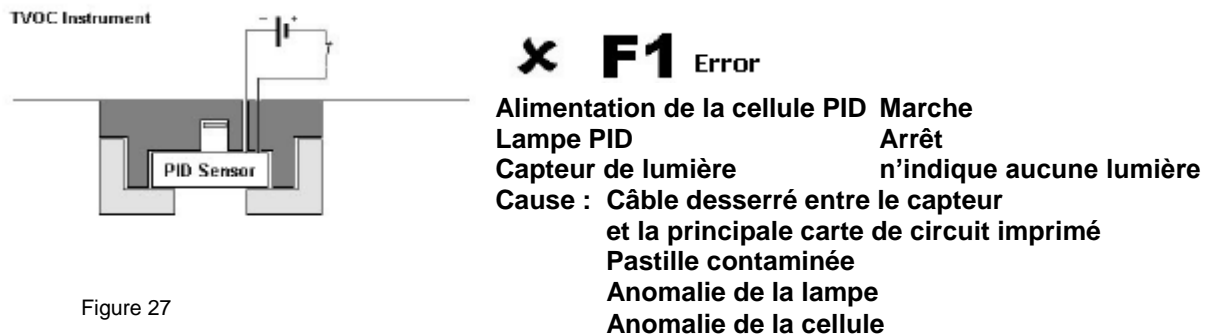 TVOC Instrument
- +
PID Sensor
Figure 27
✗ F1 Error
Alimentation de la cellule PID Marche
Lampe PID Arrêt
Capteur de lumière n’indique aucune lumière
Cause : Câble desserré entre le capteur
et la principale carte de circuit imprimé
Pastille contaminée
Anomalie de la lampe
Anomalie de la cellule